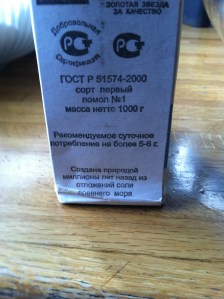 ЗОЛОТАЯ ЗВЕЗДА
ЗА КАЧЕСТВО
Добровольная
Сертификация
ГОСТ Р 51574-2000
сорт первый
помол №1
масса нетто 1000 г
Рекомендуемое суточное
потребление на более 5-6 г.
Создана природой
миллионы лет назад из
отложений соли
древнего моря